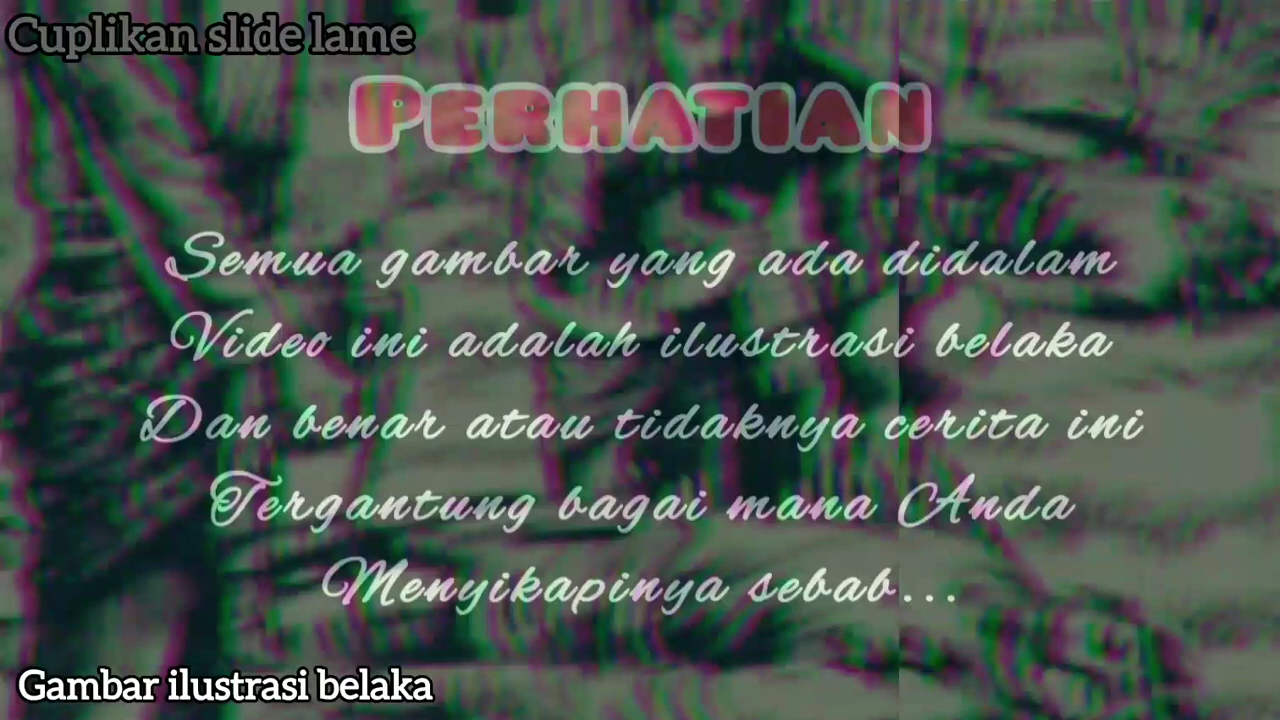 Cuplikan slide lame
PERHATIAN
Semua gambar yang ada didalam
Video ini adalah ilustrasi belaka
Dan benar atau tidaknya cerita ini
Tergantung bagai mana Anda
Menyikapinya sebab...
Gambar ilustrasi belaka